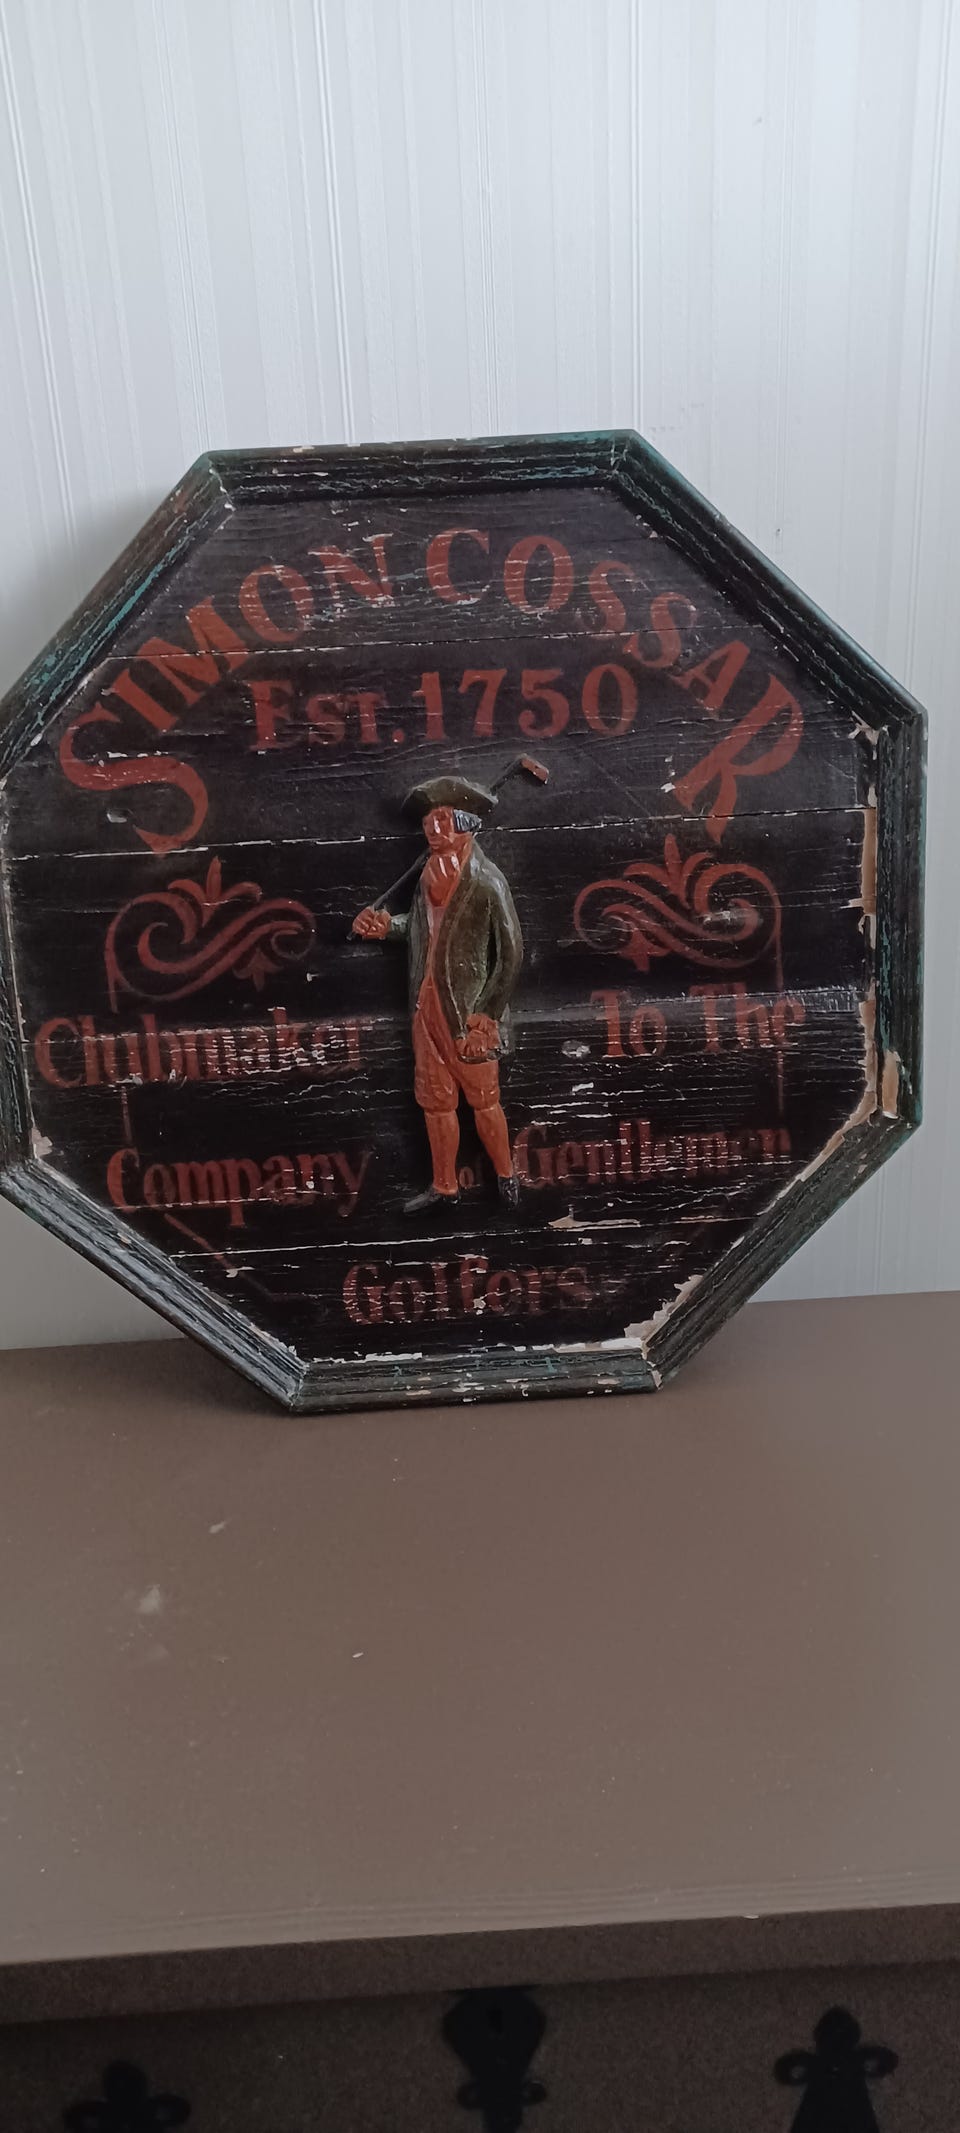 SIMON COSSAR
EST. 1750
Clubmaker To The
Company of Gentlemen
Golfers